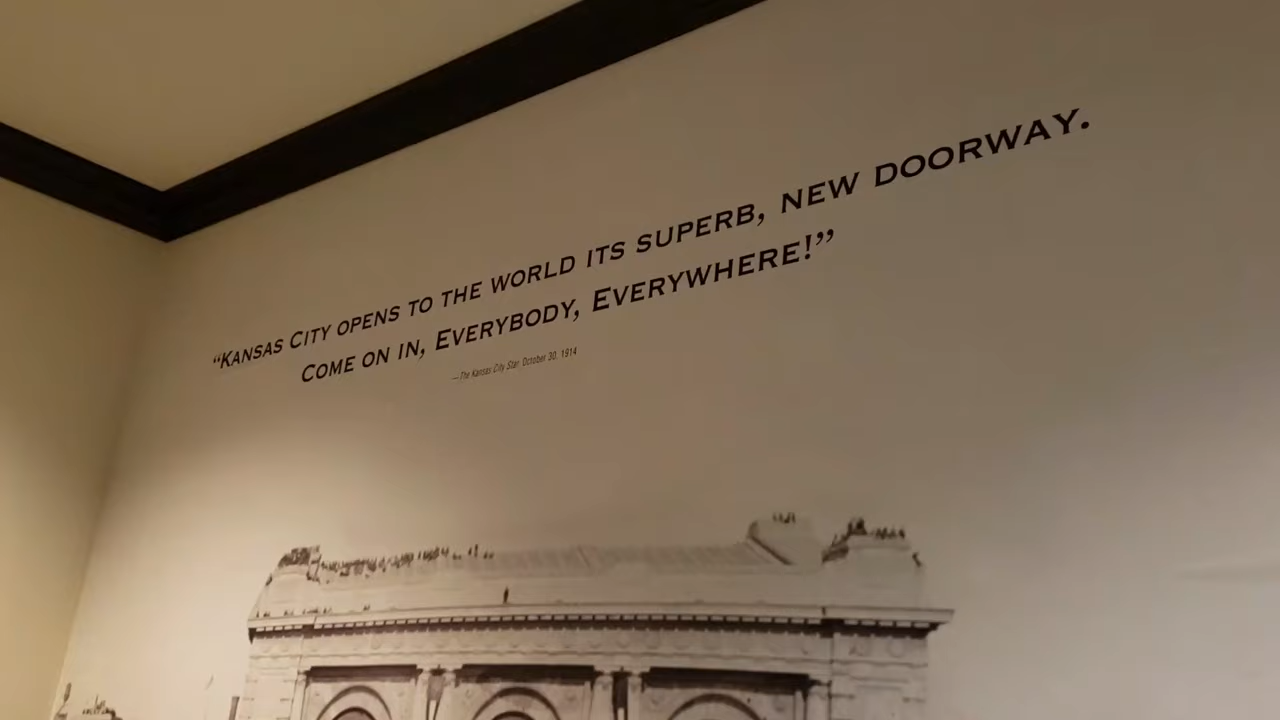 “KANSAS CITY OPENS TO THE WORLD ITS SUPERB, NEW DOORWAY.
COME ON IN, EVERYBODY, EVERYWHERE!”
—The Kansas City Star October 30, 1914